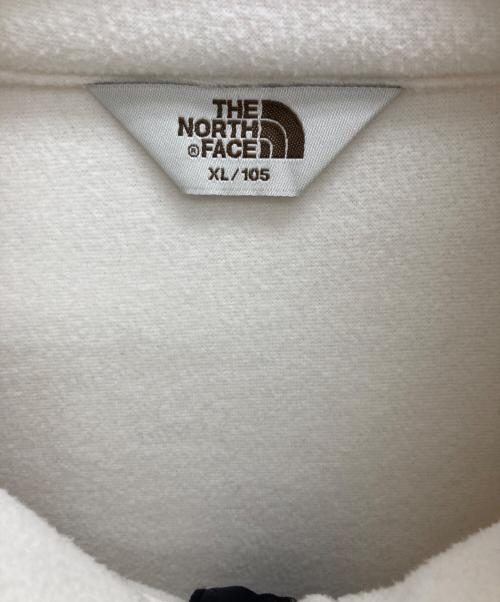 THE
NORTH
®FACE
XL/105